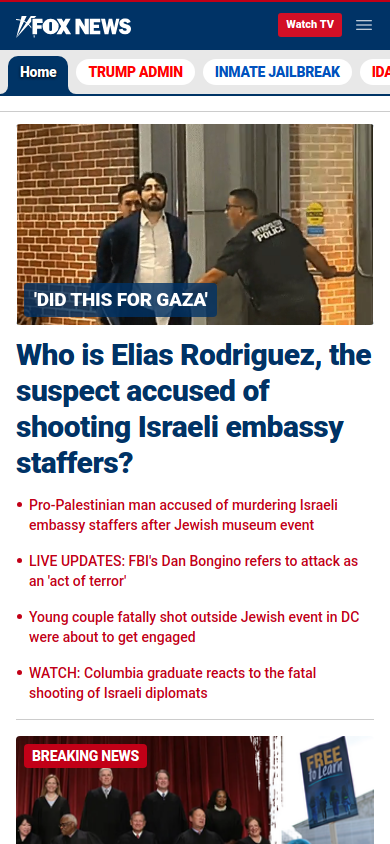 FOX NEWS
Watch TV
Home
TRUMP ADMIN
INMATE JAILBREAK
IDA
METROPOLITAN
POLICE
'DID THIS FOR GAZA'
Who is Elias Rodriguez, the
suspect accused of
shooting Israeli embassy
staffers?
• Pro-Palestinian man accused of murdering Israeli
embassy staffers after Jewish museum event
• LIVE UPDATES: FBI's Dan Bongino refers to attack as
an 'act of terror'
• Young couple fatally shot outside Jewish event in DC
were about to get engaged
• WATCH: Columbia graduate reacts to the fatal
shooting of Israeli diplomats
BREAKING NEWS
FREE
to Learn